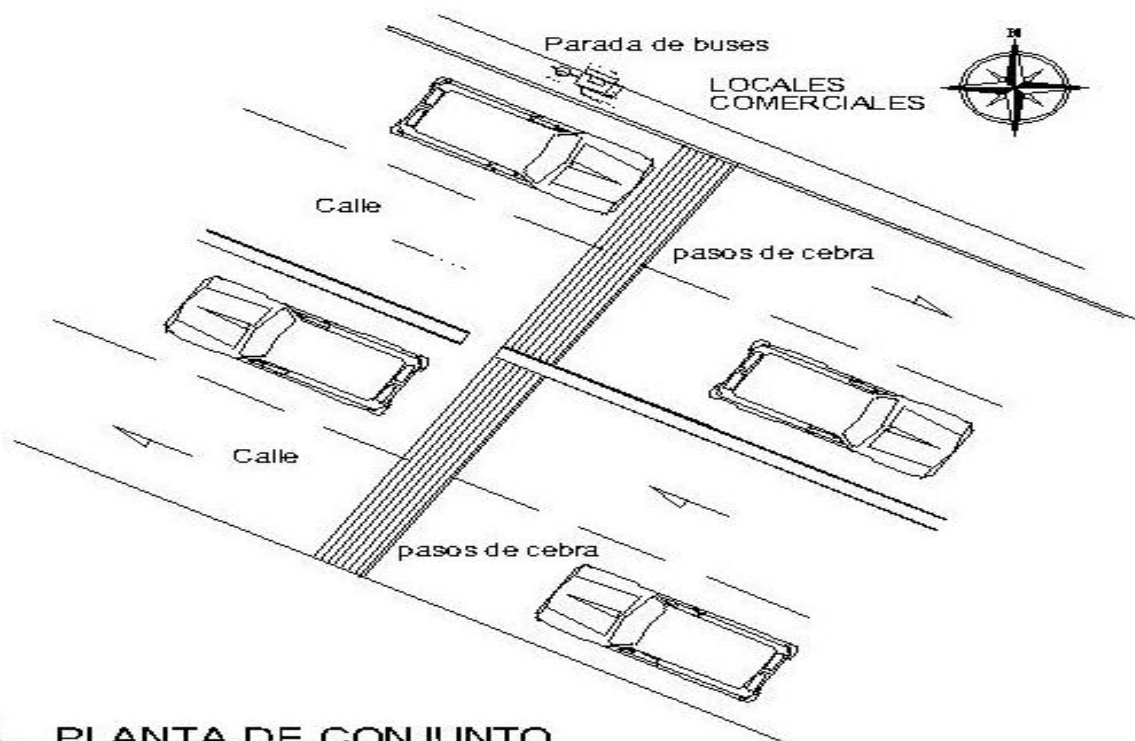 N
Parada de buses
LOCALES
COMERCIALES
Calle
pasos de cebra
Calle
pasos de cebra
PLANTA DE CONJUNTO